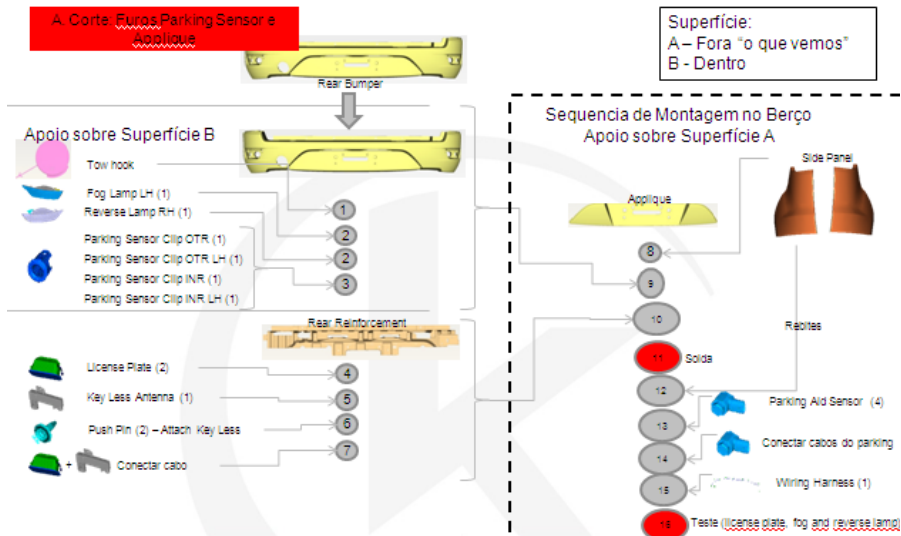 A. Corte: Furos Parking Sensor e
Applique
Superfície:
A – Fora "o que vemos"
B - Dentro
Rear Bumper
Apoio sobre Superfície B
Tow hook
Fog Lamp LH (1)
Reverse Lamp RH (1)
Parking Sensor Clip OTR (1)
Parking Sensor Clip OTR LH (1)
Parking Sensor Clip INR (1)
Parking Sensor Clip INR LH (1)
1
2
2
3
Rear Reinforcement
License Plate (2)
Key Less Antenna (1)
Push Pin (2) – Attach Key Less
+ Conectar cabo
4
5
6
7
Sequencia de Montagem no Berço
Apoio sobre Superfície A
Side Panel
Applique
8
9
10
Rebites
11 Solda
12
Parking Aid Sensor (4)
13
Conectar cabos do parking
14
Wiring Harness (1)
15
16 Teste (license plate, fog and reverse lamp)